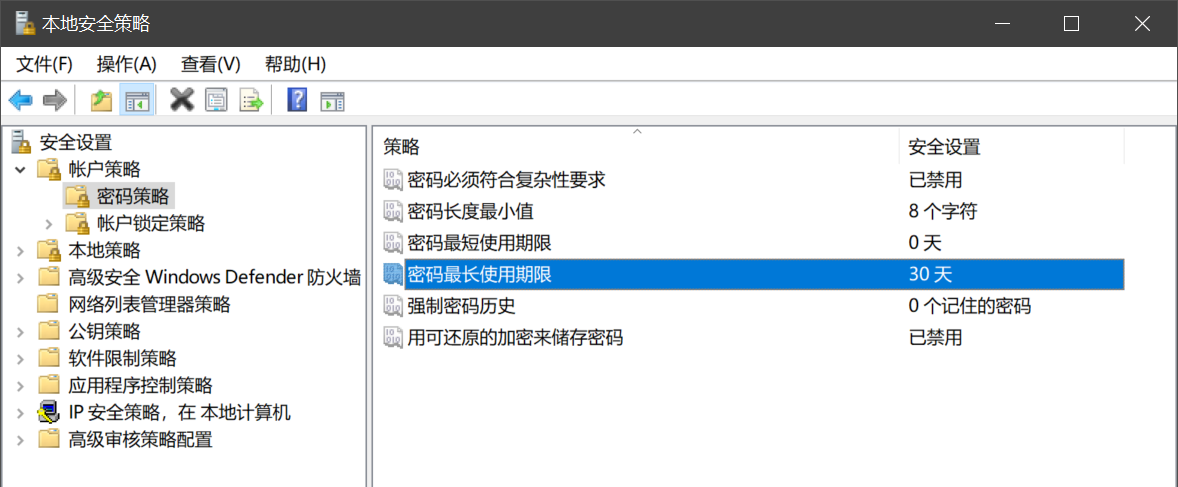 本地安全策略
文件(F) 操作(A) 查看(V) 帮助(H)
安全设置
帐户策略
密码策略
帐户锁定策略
本地策略
高级安全 Windows Defender 防火墙
网络列表管理器策略
公钥策略
软件限制策略
应用程序控制策略
IP 安全策略，在 本地计算机
高级审核策略配置
策略 安全设置
密码必须符合复杂性要求 已禁用
密码长度最小值 8 个字符
密码最短使用期限 0 天
密码最长使用期限 30 天
强制密码历史 0 个记住的密码
用可还原的加密来储存密码 已禁用